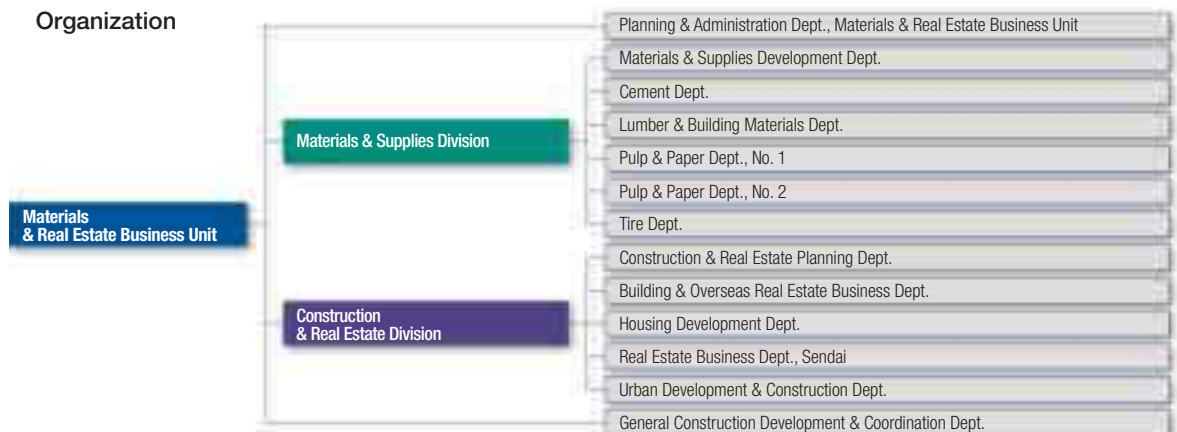 Organization
Planning & Administration Dept., Materials & Real Estate Business Unit
Materials & Supplies Development Dept.
Cement Dept.
Materials & Supplies Division
Lumber & Building Materials Dept.
Pulp & Paper Dept., No. 1
Pulp & Paper Dept., No. 2
Materials
& Real Estate Business Unit
Tire Dept.
Construction & Real Estate Planning Dept.
Building & Overseas Real Estate Business Dept.
Construction
& Real Estate Division
Housing Development Dept.
Real Estate Business Dept., Sendai
Urban Development & Construction Dept.
General Construction Development & Coordination Dept.